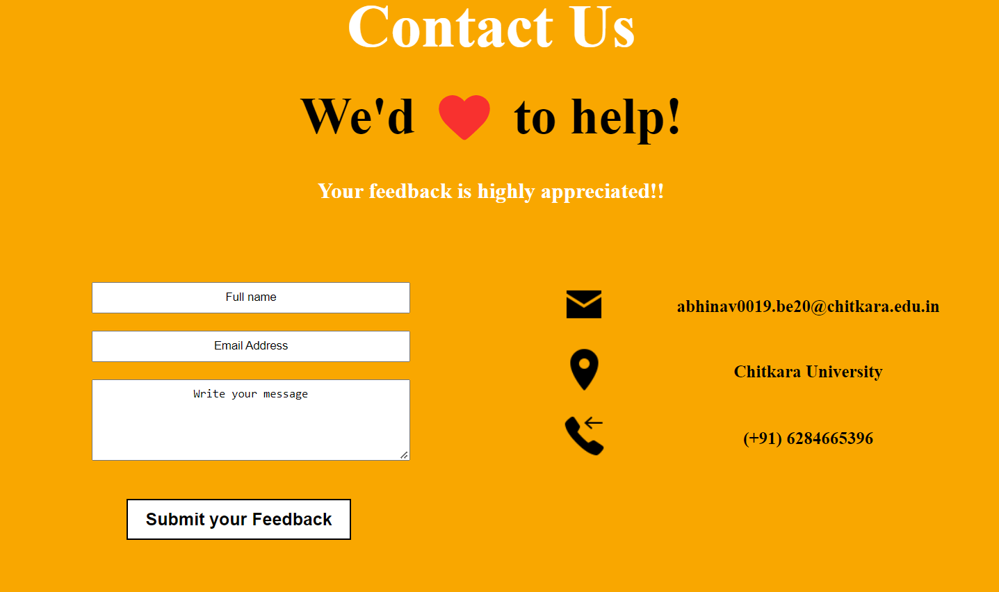 Contact Us
We'd to help!
Your feedback is highly appreciated!!
Full name
Email Address
Write your message
Submit your Feedback
abhinav0019.be20@chitkara.edu.in
Chitkara University
(+91) 6284665396